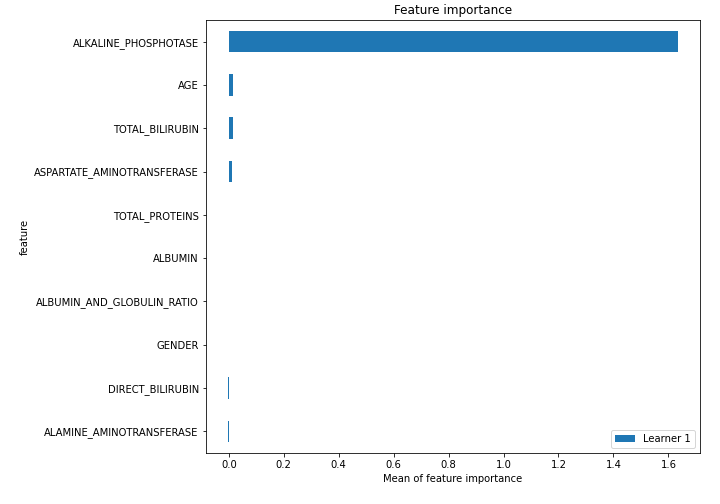 Feature importance
ALKALINE_PHOSPHOTASE
AGE
TOTAL_BILIRUBIN
ASPARTATE_AMINOTRANSFERASE
TOTAL_PROTEINS
ALBUMIN
ALBUMIN_AND_GLOBULIN_RATIO
GENDER
DIRECT_BILIRUBIN
ALAMINE_AMINOTRANSFERASE
feature
Learner 1
0.0 0.2 0.4 0.6 0.8 1.0 1.2 1.4 1.6
Mean of feature importance